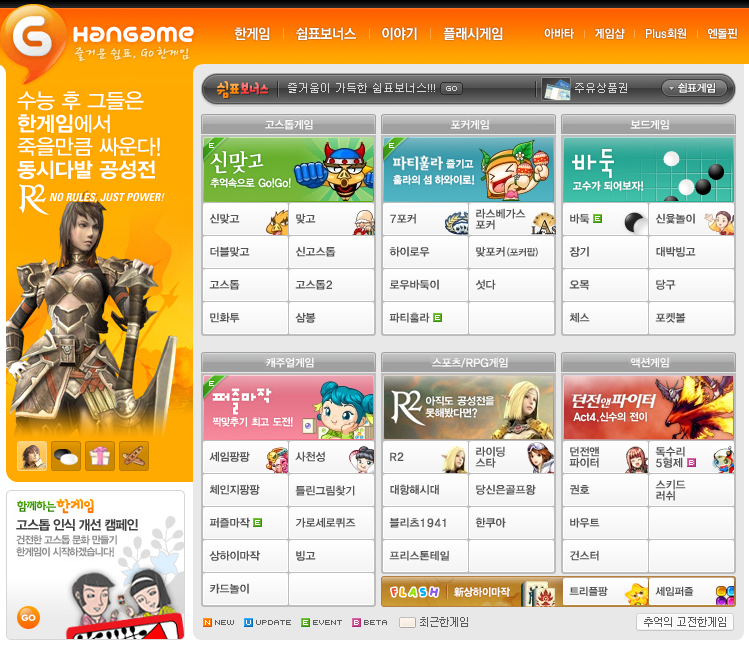 HANGAME
즐거운 쉼표, Go 한게임
한게임 쉼표보너스 이야기 플래시게임
아바타 게임샵 Plus회원 엔돌핀
수능 후 그들은
한게임에서
죽을만큼 싸운다!
동시다발 공성전
R2 NO RULES, JUST POWER!
함께하는 한게임
고스톱 인식 개선 캠페인
건전한 고스톱 문화 만들기
한게임이 시작하겠습니다!
GO
쉼표보너스 즐거움이 가득한 쉼표보너스!!! GO 주유상품권 쉼표게임
고스톱게임
E
신맞고
추억속으로 Go!Go!
신맞고 맞고
더블맞고 신고스톱
고스톱 고스톱2
민화투 삼봉
포커게임
E
파티훌라 즐기고
훌라의 섬 하와이로!
7포커 라스베가스
포커
LAS
하이로우 맞포커(포커팝)
로우바둑이 섯다
파티훌라 E
보드게임
바둑
고수가 되어보자!
바둑 E 신윷놀이
장기 대박빙고
오목 당구
체스 포켓볼
캐주얼게임
E
퍼즐마작
짝맞추기 최고 도전!
세임팡팡 사천성
체인지팡팡 틀린그림찾기
퍼즐마작 E 가로세로퀴즈
상하이마작 빙고
카드놀이
스포츠/RPG게임
R2 아직도 공성전을
못해봤다면?
R2 라이딩
스타
대항해시대 당신은골프왕
블리츠1941 한쿠아
프리스톤테일
액션게임
던전앤파이터
Act4.신수의 전이
던전앤
파이터
독수리
5형제 B
권호 스키드
러쉬
바우트
건스터
FLASH 新상하이마작 트리플팡 세임퍼즐
N NEW U UPDATE E EVENT B BETA 최근한게임 추억의 고전한게임